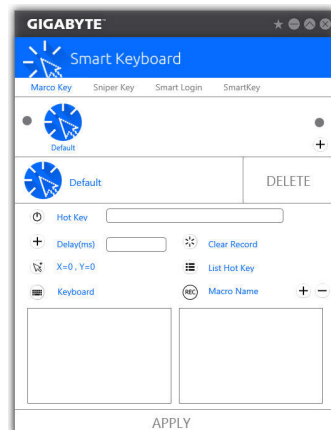 GIGABYTE™
Smart Keyboard
Marco Key Sniper Key Smart Login SmartKey
Default
Default DELETE
Hot Key
Delay(ms) Clear Record
X=0 , Y=0 List Hot Key
Keyboard REC Macro Name
APPLY